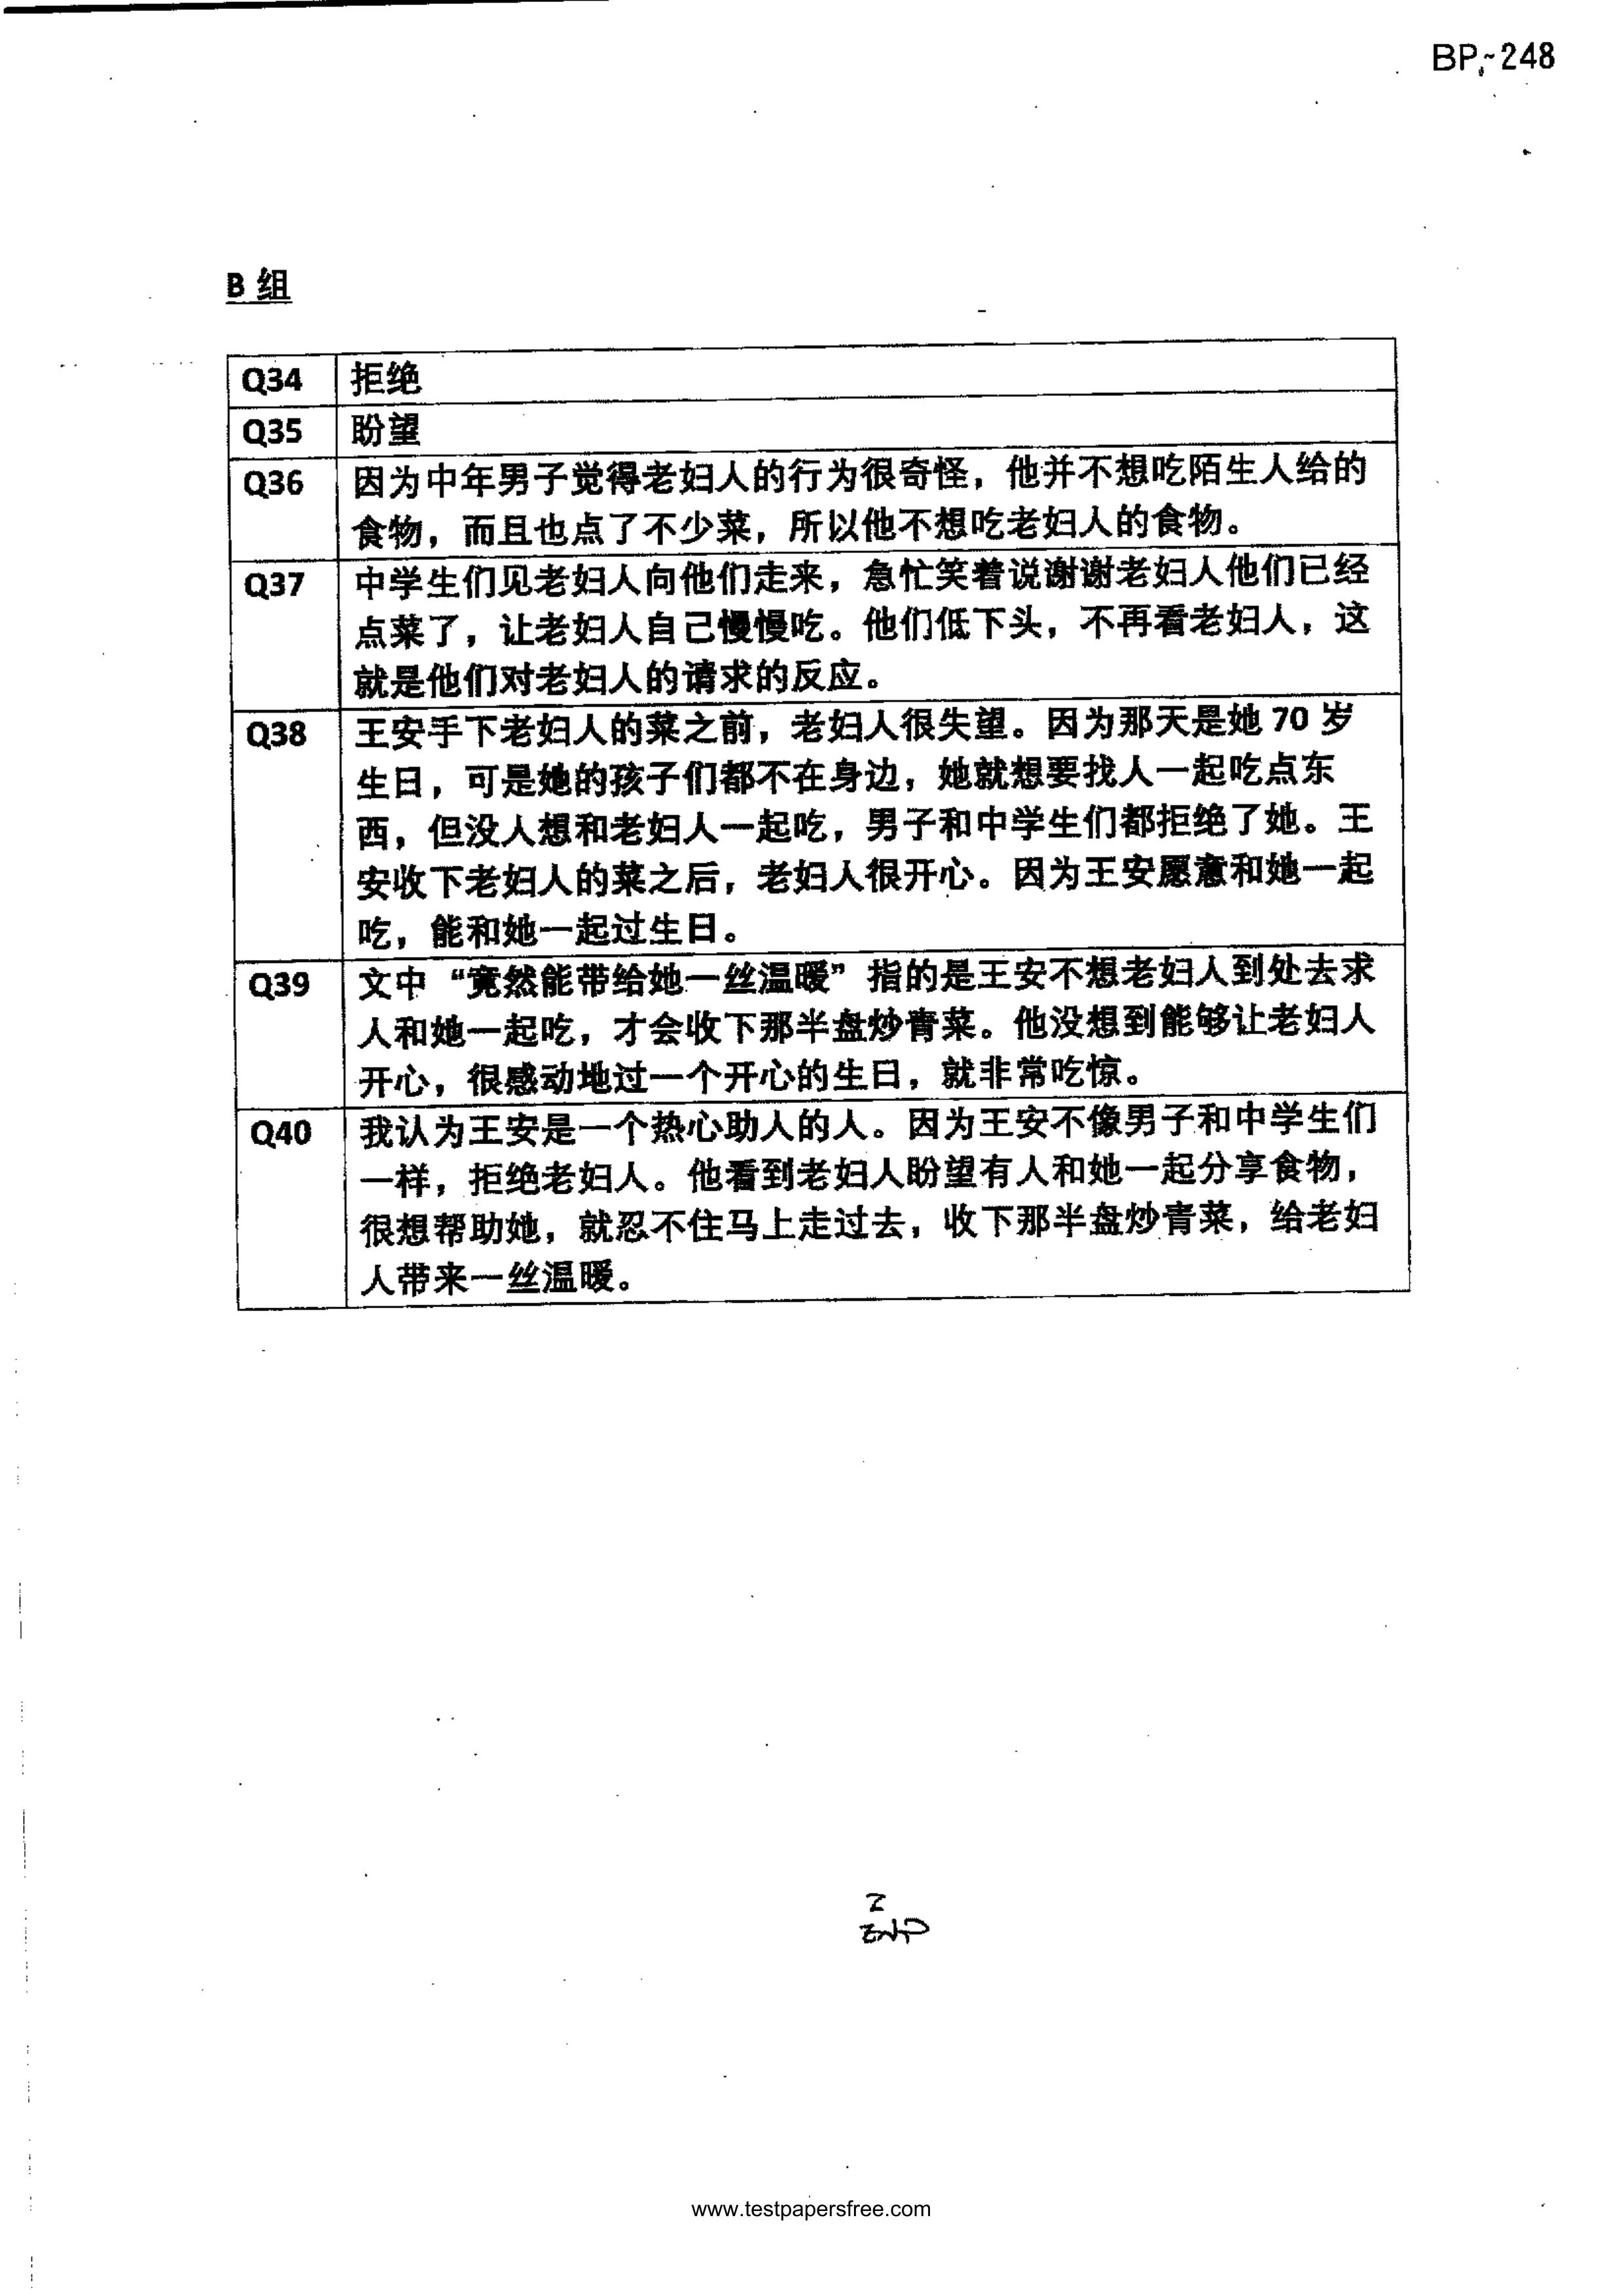 BP~248
B 组
Q34 拒绝
Q35 盼望
Q36 因为中年男子觉得老妇人的行为很奇怪，他并不想吃陌生人给的
食物，而且也点了不少菜，所以他不想吃老妇人的食物。
Q37 中学生们见老妇人向他们走来，急忙笑着说谢谢老妇人他们已经
点菜了，让老妇人自己慢慢吃。他们低下头，不再看老妇人，这
就是他们对老妇人的请求的反应。
Q38 王安手下老妇人的菜之前，老妇人很失望。因为那天是她 70 岁
生日，可是她的孩子们都不在身边，她就想要找人一起吃点东
西，但没人想和老妇人一起吃，男子和中学生们都拒绝了她。王
安收下老妇人的菜之后，老妇人很开心。因为王安愿意和她一起
吃，能和她一起过生日。
Q39 文中“竟然能带给她一丝温暖”指的是王安不想老妇人到处去求
人和她一起吃，才会收下那半盘炒青菜。他没想到能够让老妇人
开心，很感动地过一个开心的生日，就非常吃惊。
Q40 我认为王安是一个热心助人的人。因为王安不像男子和中学生们
一样，拒绝老妇人。他看到老妇人盼望有人和她一起分享食物，
很想帮助她，就忍不住马上走过去，收下那半盘炒青菜，给老妇
人带来一丝温暖。
2
END
www.testpapersfree.com